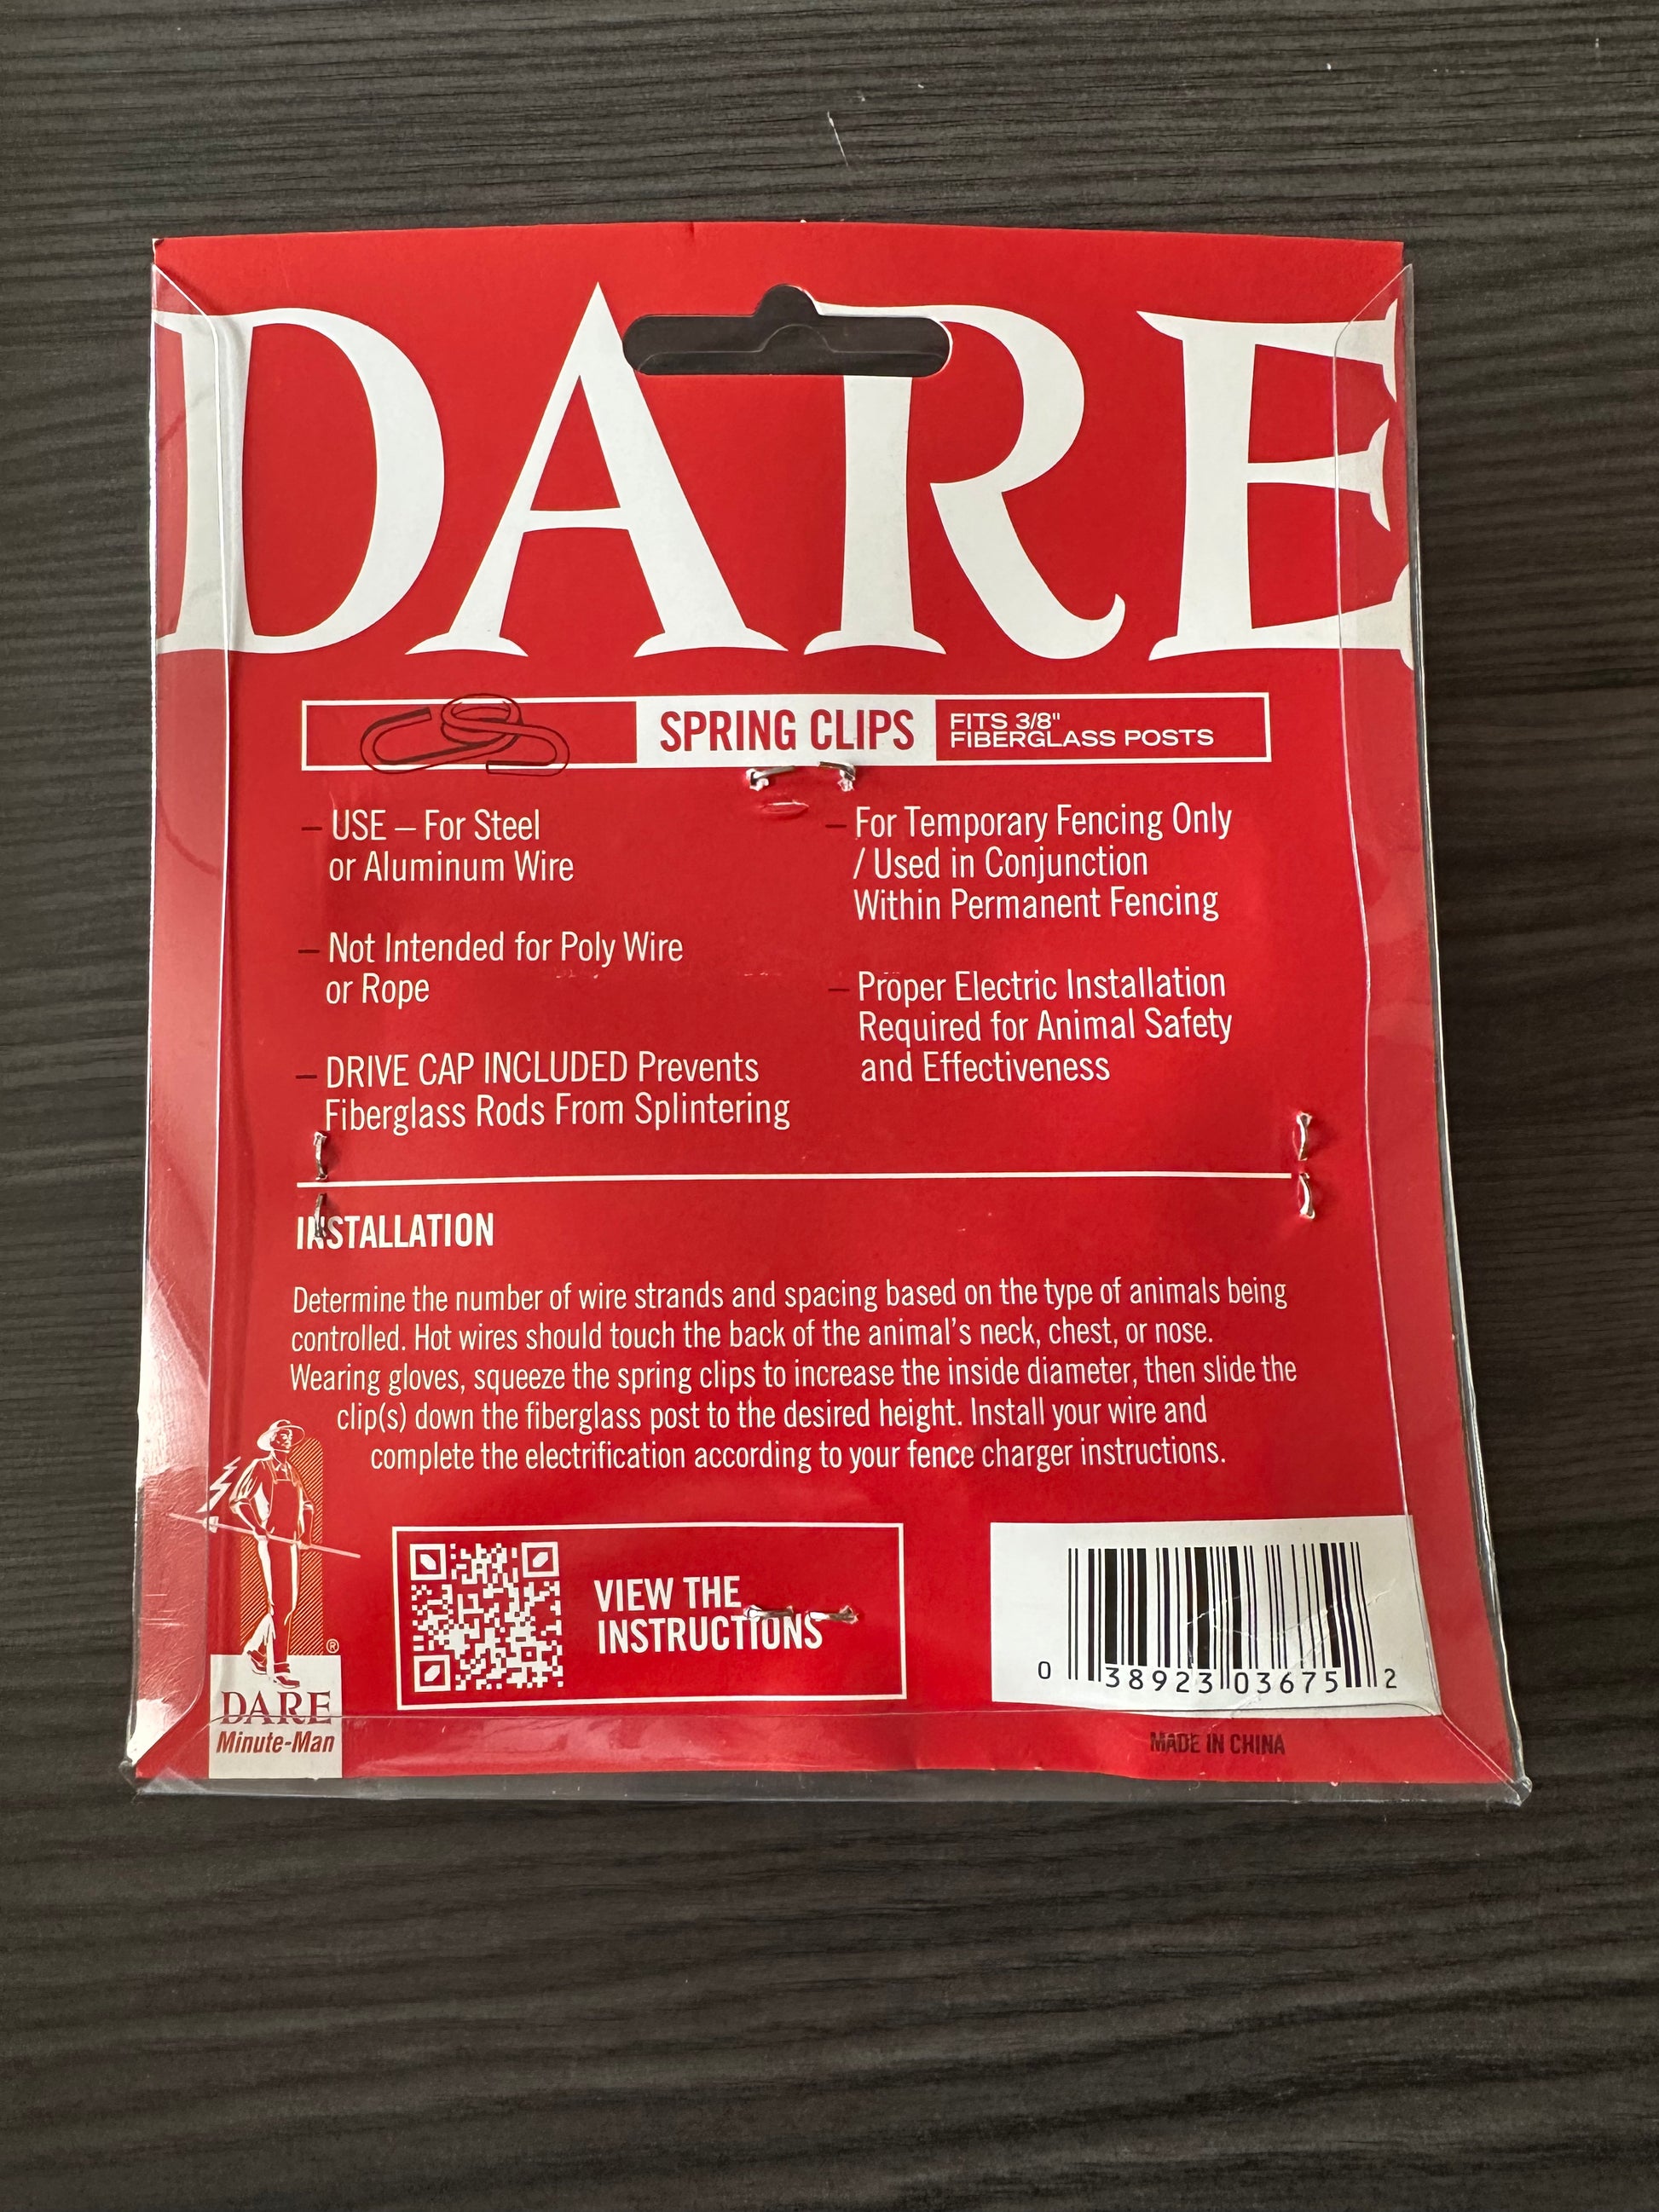 DARE
SPRING CLIPS
FITS 3/8"
FIBERGLASS POSTS
– USE – For Steel
or Aluminum Wire
– Not Intended for Poly Wire
or Rope
– DRIVE CAP INCLUDED Prevents
Fiberglass Rods From Splintering
– For Temporary Fencing Only
/ Used in Conjunction
Within Permanent Fencing
– Proper Electric Installation
Required for Animal Safety
and Effectiveness
INSTALLATION
Determine the number of wire strands and spacing based on the type of animals being
controlled. Hot wires should touch the back of the animal's neck, chest, or nose.
Wearing gloves, squeeze the spring clips to increase the inside diameter, then slide the
clip(s) down the fiberglass post to the desired height. Install your wire and
complete the electrification according to your fence charger instructions.
®
DARE
Minute-Man
VIEW THE
INSTRUCTIONS
0 38923 03675 2
MADE IN CHINA